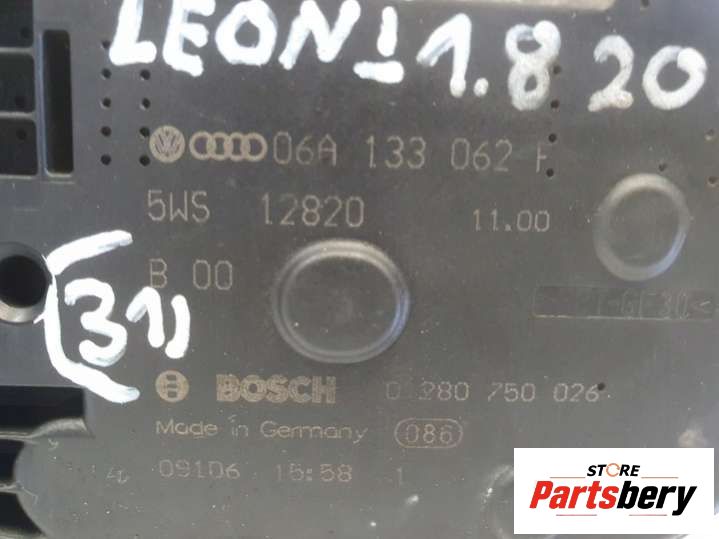 LEON I 1.8 20
06A 133 062 F
5WS 12820 11.00
B 00
(31)
BOSCH 0 280 750 026
Made in Germany 086
09106 15:58 1
STORE
Partsbery